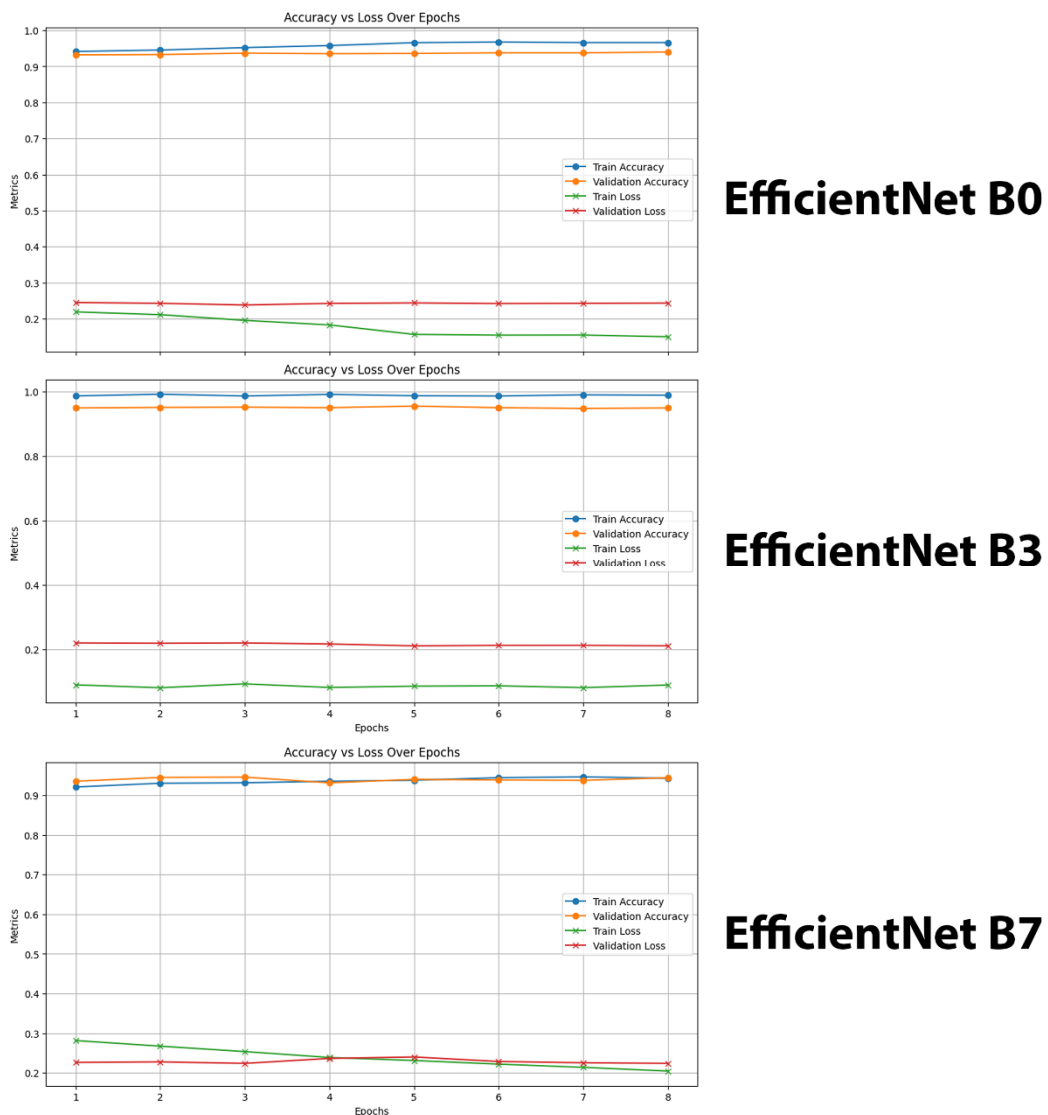 Accuracy vs Loss Over Epochs
1.0
0.9
0.8
0.7
0.6
0.5
0.4
0.3
0.2
Metrics
Train Accuracy
Validation Accuracy
Train Loss
Validation Loss
EfficientNet B0
Accuracy vs Loss Over Epochs
1.0
0.8
0.6
0.4
0.2
Metrics
Train Accuracy
Validation Accuracy
Train Loss
Validation Loss
1 2 3 4 5 6 7 8
Epochs
EfficientNet B3
Accuracy vs Loss Over Epochs
0.9
0.8
0.7
0.6
0.5
0.4
0.3
0.2
Metrics
Train Accuracy
Validation Accuracy
Train Loss
Validation Loss
1 2 3 4 5 6 7 8
Epochs
EfficientNet B7